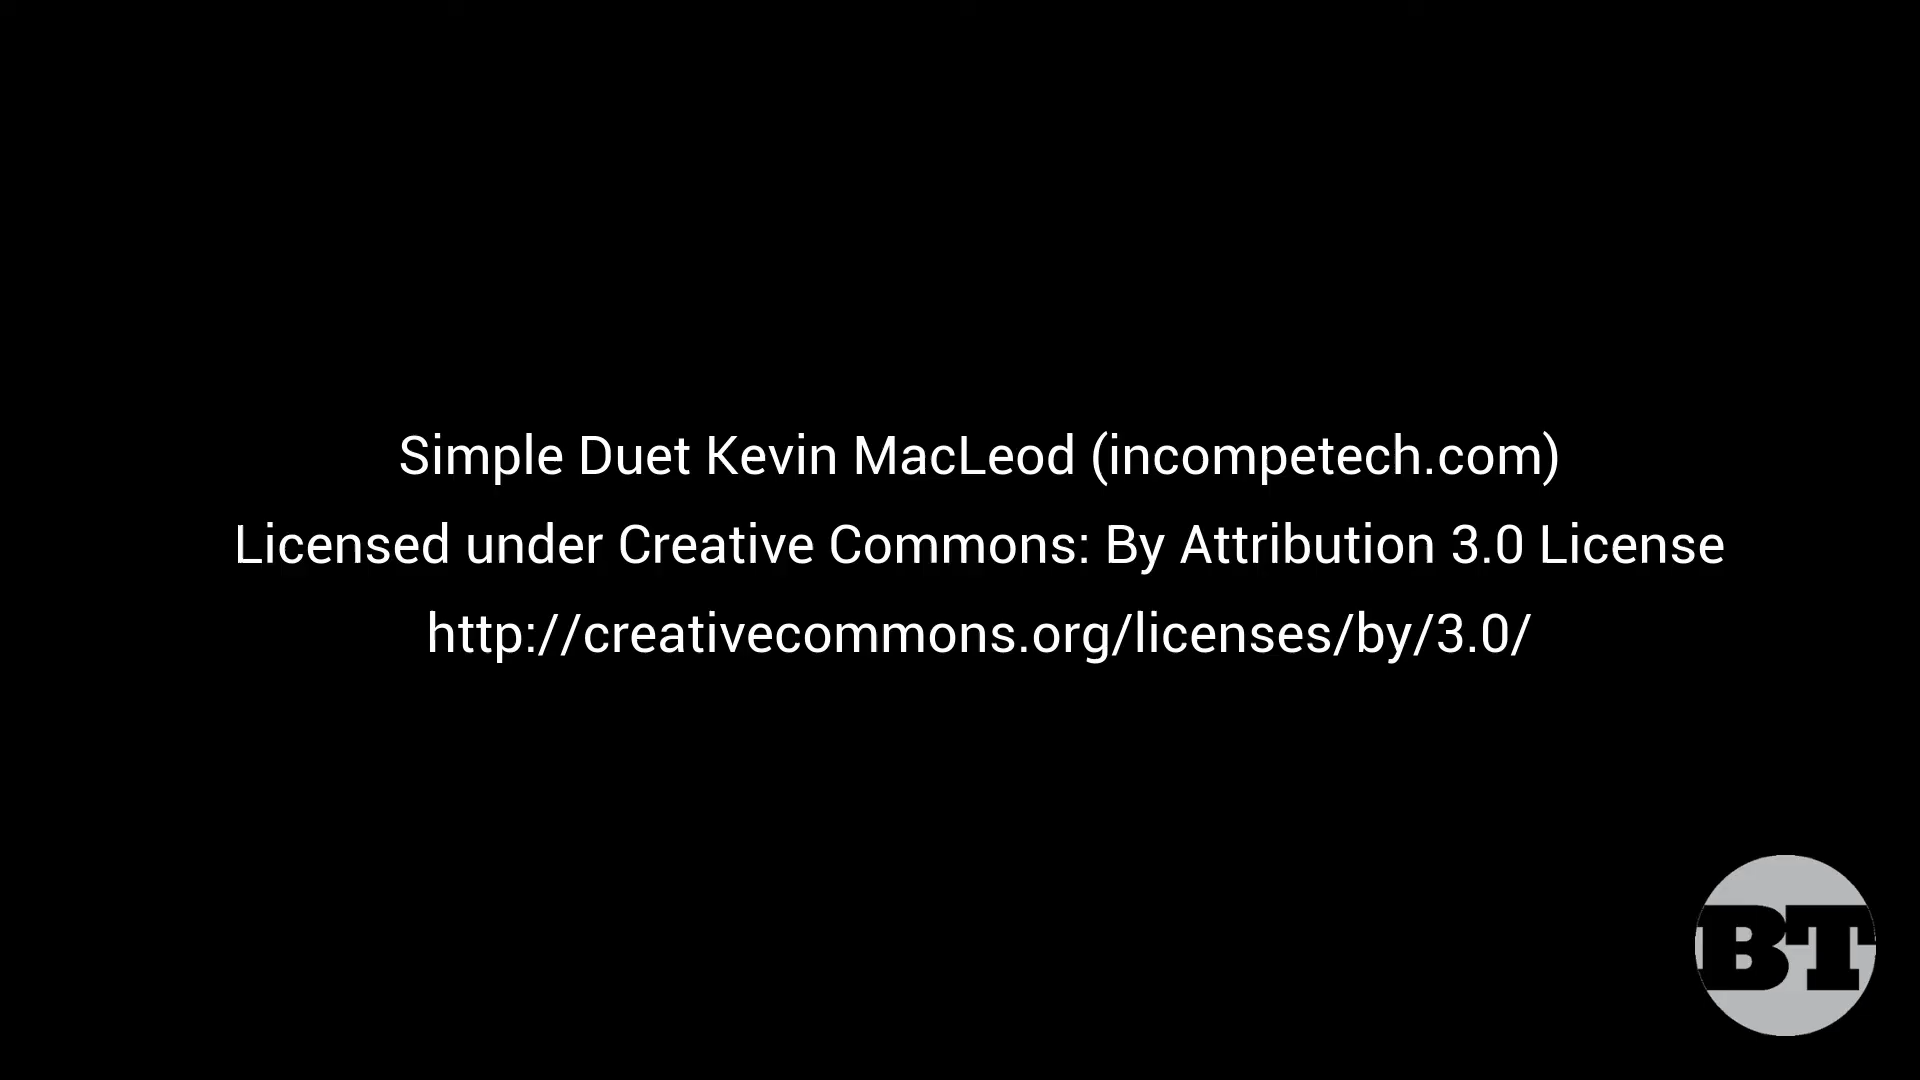 Simple Duet Kevin MacLeod (incompetech.com)
Licensed under Creative Commons: By Attribution 3.0 License
http://creativecommons.org/licenses/by/3.0/
BT